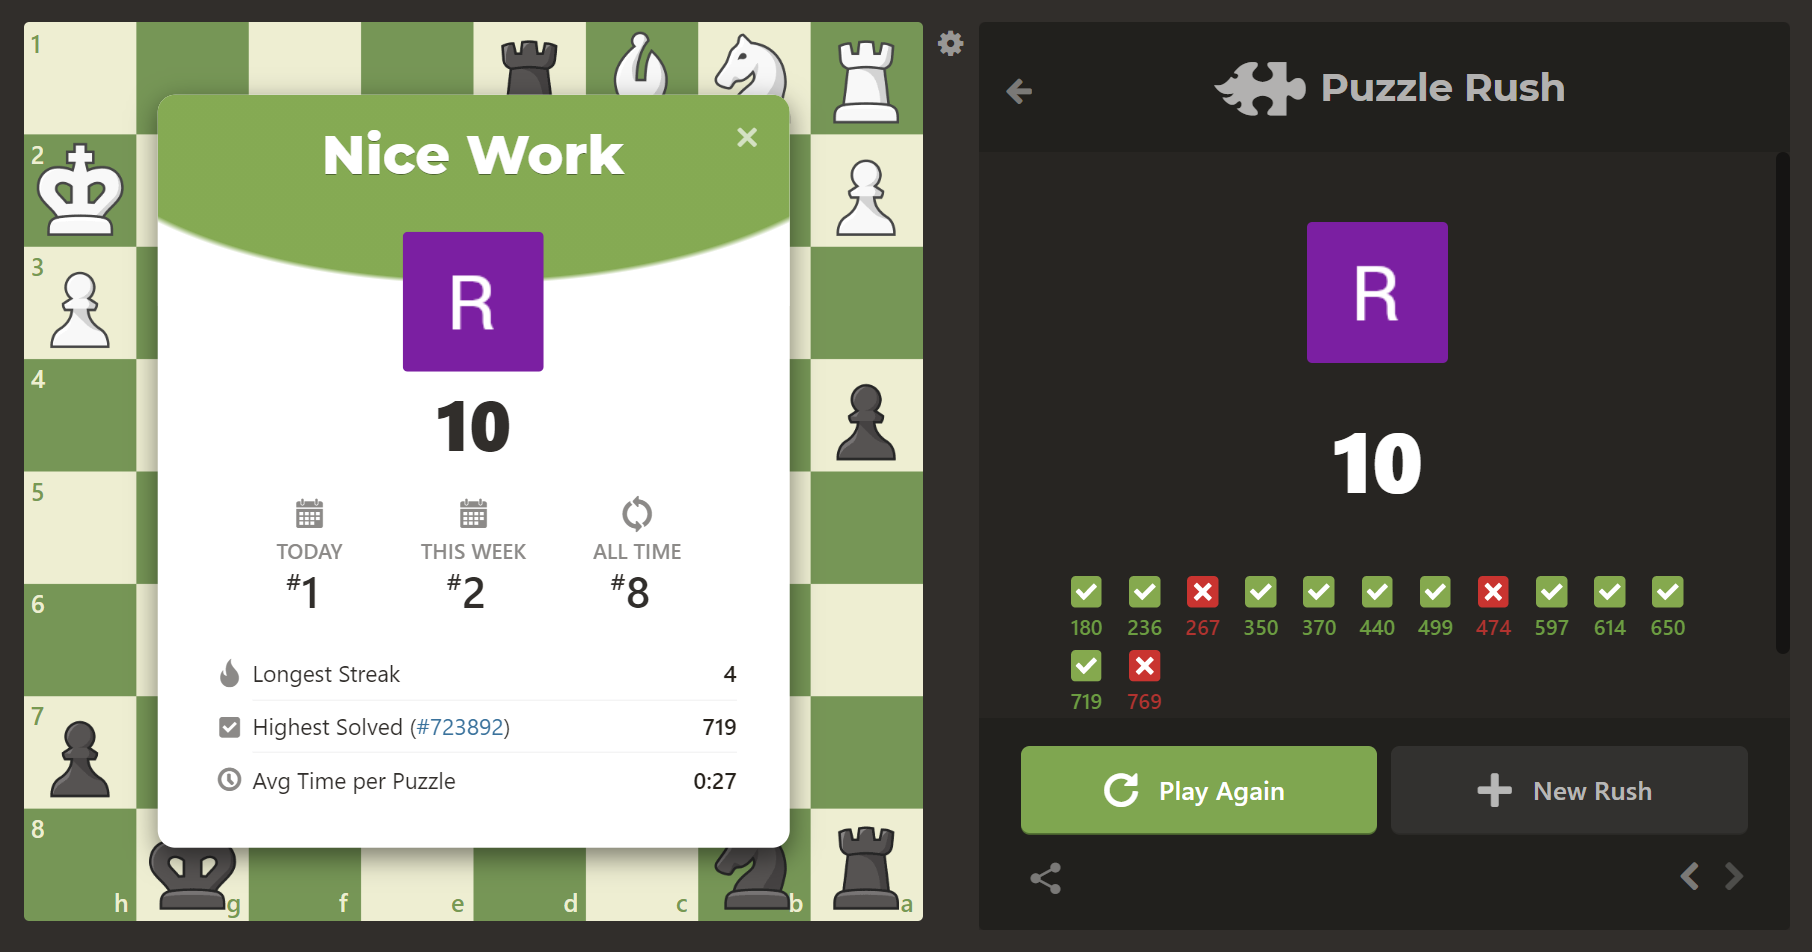 1
2
3
4
5
6
7
8
h g f e d c b a
Nice Work
×
R
10
TODAY THIS WEEK ALL TIME
#1 #2 #8
Longest Streak 4
Highest Solved (#723892) 719
Avg Time per Puzzle 0:27
Puzzle Rush
R
10
180 236 267 350 370 440 499 474 597 614 650
719 769
Play Again New Rush